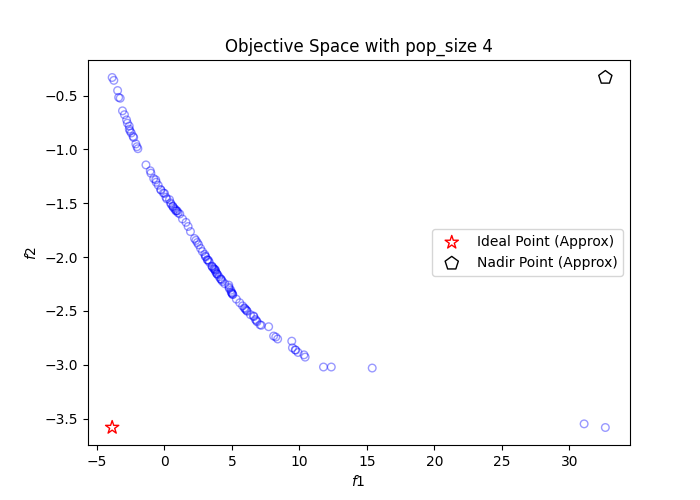 Objective Space with pop_size 4
f2
−0.5
−1.0
−1.5
−2.0
−2.5
−3.0
−3.5
Ideal Point (Approx)
Nadir Point (Approx)
−5 0 5 10 15 20 25 30
f1